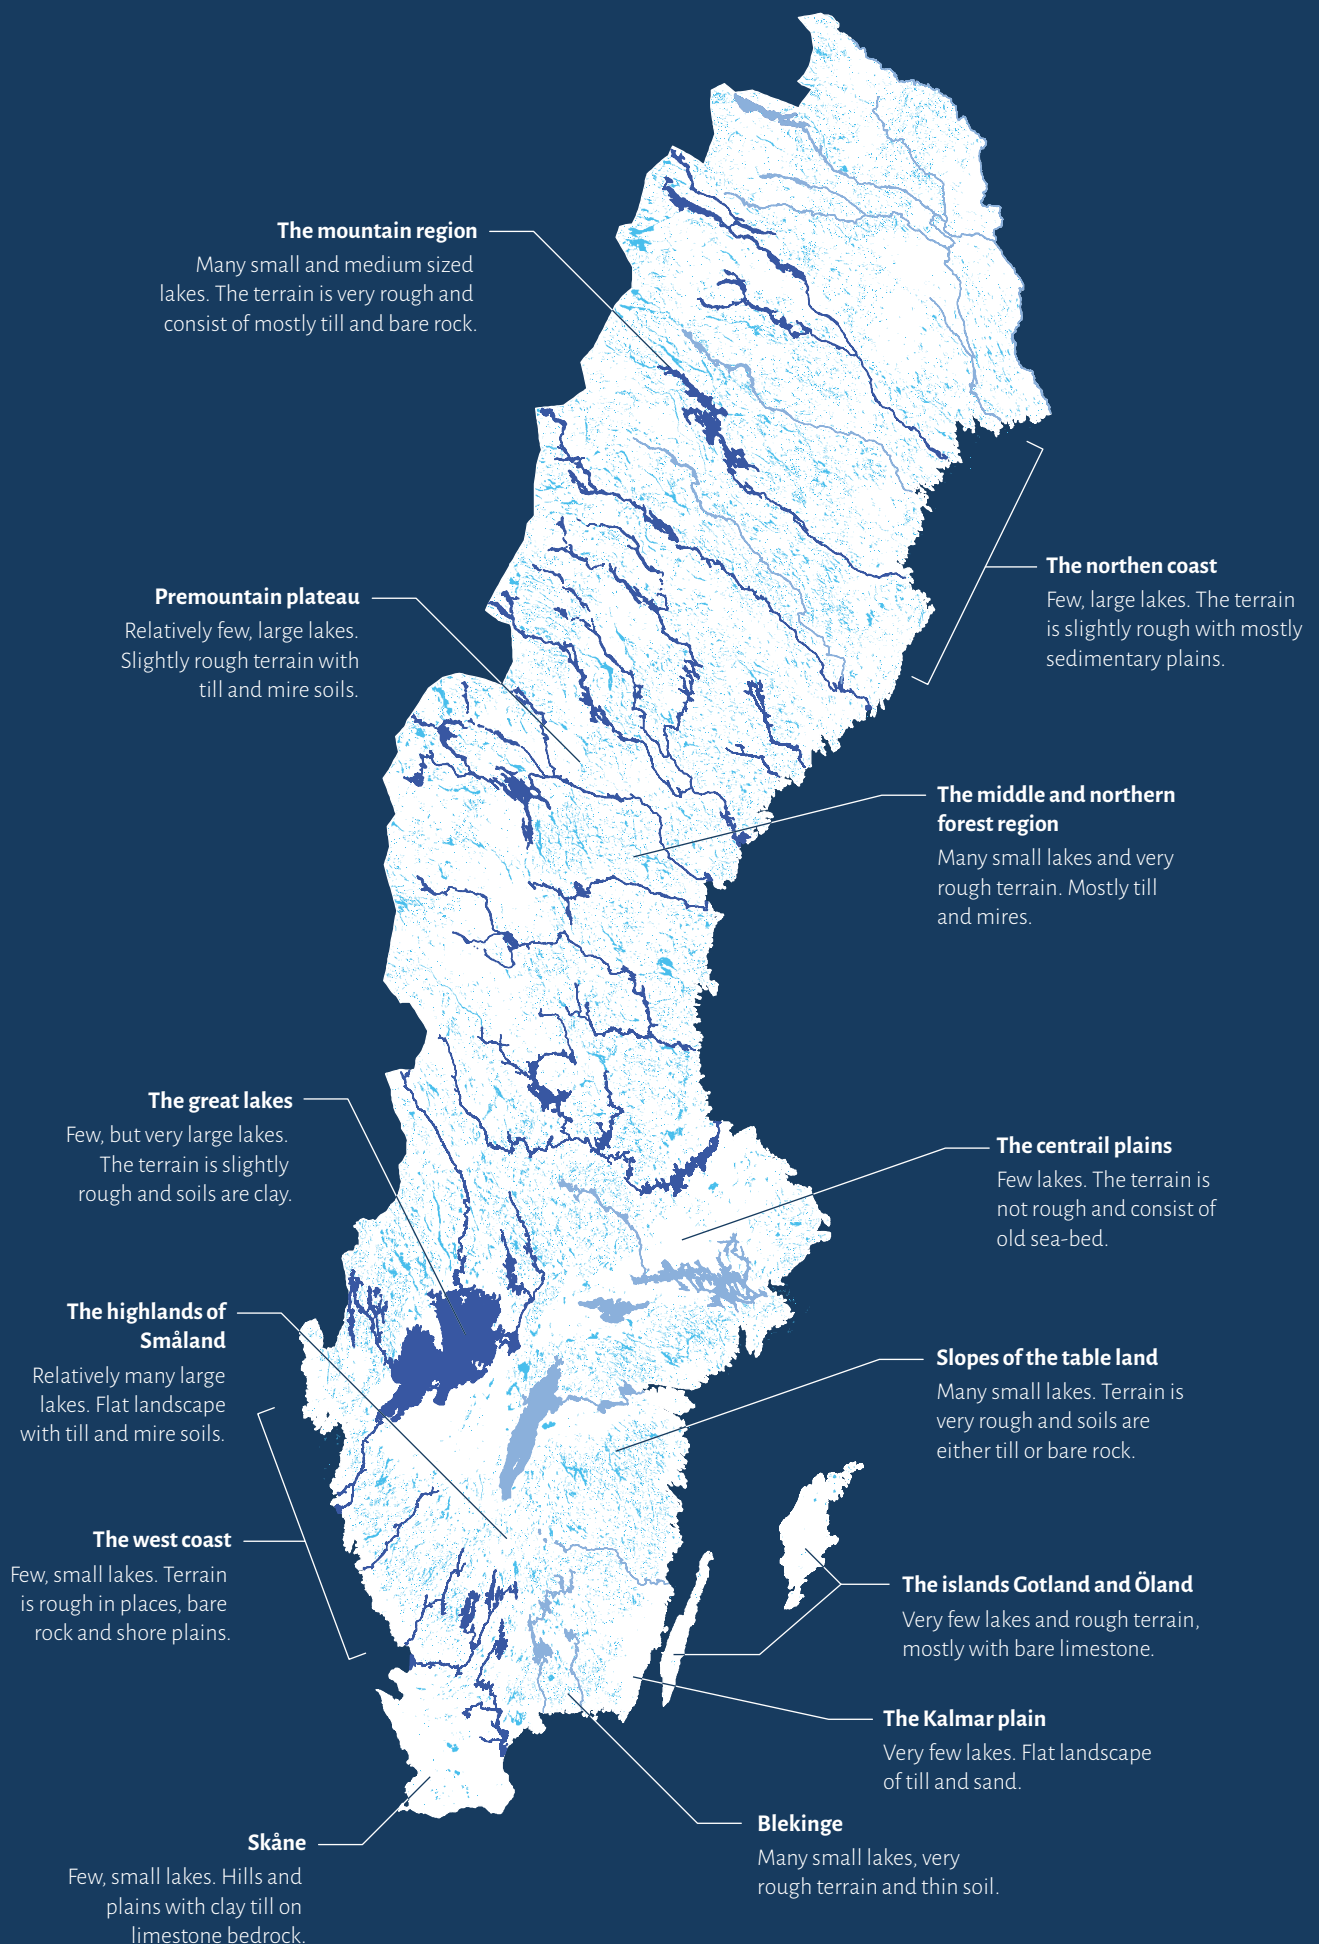 The mountain region
Many small and medium sized
lakes. The terrain is very rough and
consist of mostly till and bare rock.
The northen coast
Few, large lakes. The terrain
is slightly rough with mostly
sedimentary plains.
Premountain plateau
Relatively few, large lakes.
Slightly rough terrain with
till and mire soils.
The middle and northern
forest region
Many small lakes and very
rough terrain. Mostly till
and mires.
The great lakes
Few, but very large lakes.
The terrain is slightly
rough and soils are clay.
The centrail plains
Few lakes. The terrain is
not rough and consist of
old sea-bed.
The highlands of
Småland
Relatively many large
lakes. Flat landscape
with till and mire soils.
Slopes of the table land
Many small lakes. Terrain is
very rough and soils are
either till or bare rock.
The west coast
Few, small lakes. Terrain
is rough in places, bare
rock and shore plains.
The islands Gotland and Öland
Very few lakes and rough terrain,
mostly with bare limestone.
The Kalmar plain
Very few lakes. Flat landscape
of till and sand.
Blekinge
Many small lakes, very
rough terrain and thin soil.
Skåne
Few, small lakes. Hills and
plains with clay till on
limestone bedrock.